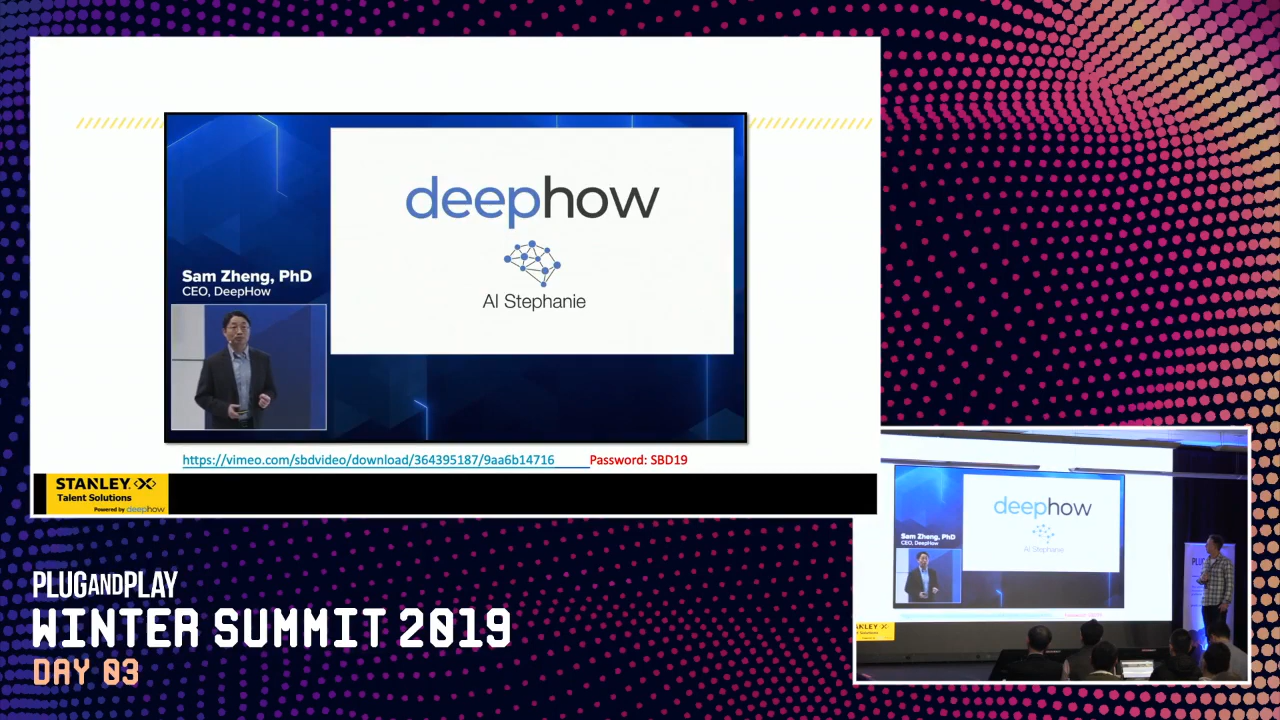 deephow
AI Stephanie
Sam Zheng, PhD
CEO, DeepHow
https://vimeo.com/sbdvideo/download/364395187/9aa6b14716 Password: SBD19
STANLEY X
Talent Solutions
Powered by deephow
PLUGANDPLAY
WINTER SUMMIT 2019
DAY 03
deephow
AI Stephanie
Sam Zheng, PhD
CEO, DeepHow